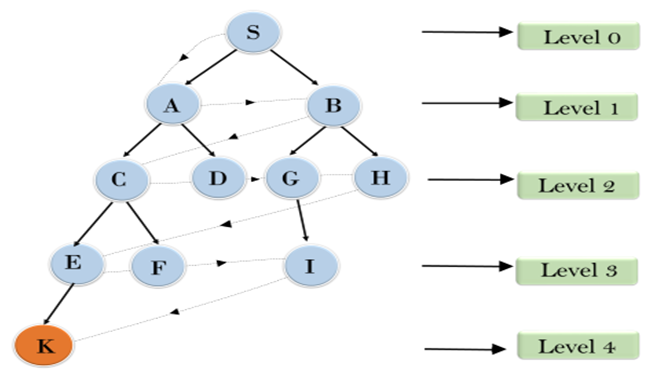 S Level 0
A B Level 1
C D G H Level 2
E F I Level 3
K Level 4